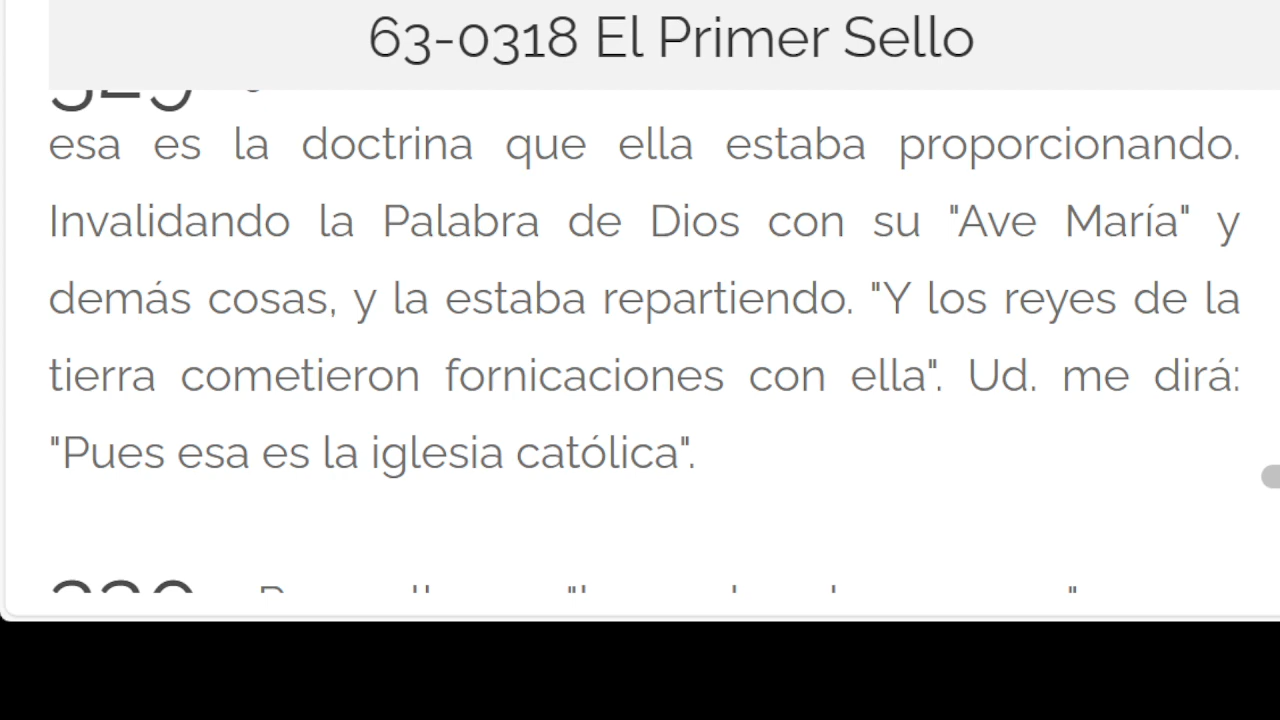 63-0318 El Primer Sello
esa es la doctrina que ella estaba proporcionando.
Invalidando la Palabra de Dios con su "Ave María" y
demás cosas, y la estaba repartiendo. "Y los reyes de la
tierra cometieron fornicaciones con ella". Ud. me dirá:
"Pues esa es la iglesia católica".